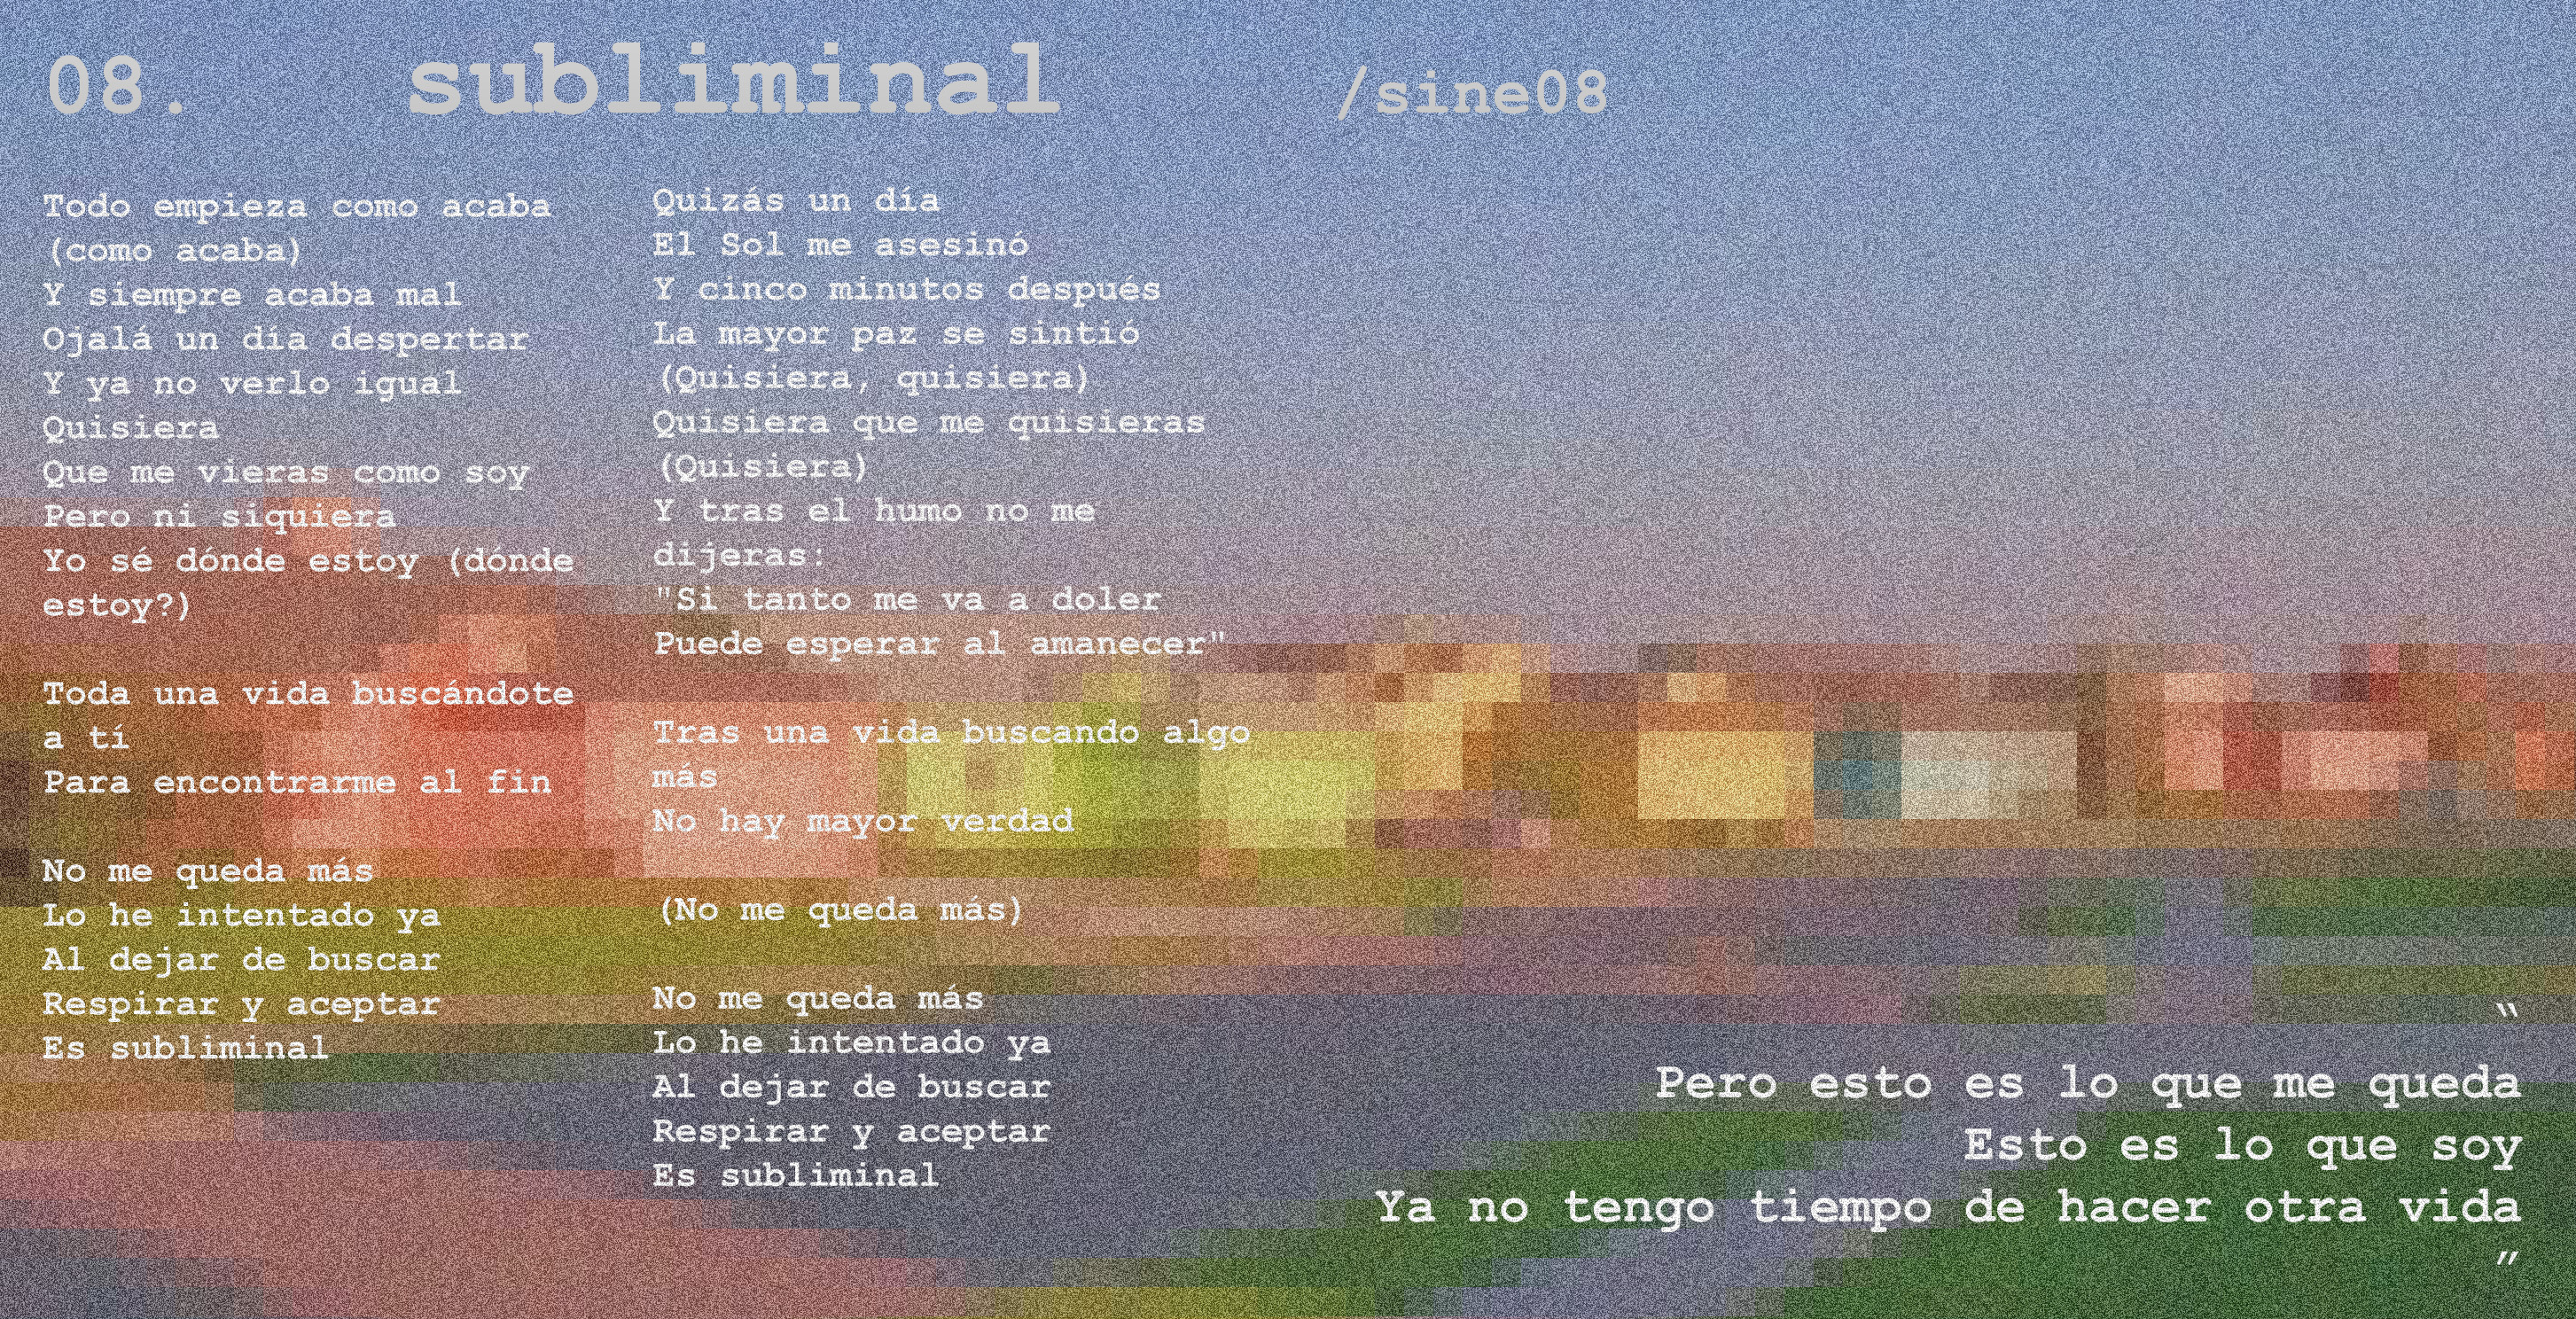 08. subliminal /sine08
Todo empieza como acaba
(como acaba)
Y siempre acaba mal
Ojalá un día despertar
Y ya no verlo igual
Quisiera
Que me vieras como soy
Pero ni siquiera
Yo sé dónde estoy (dónde
estoy?)
Toda una vida buscándote
a tí
Para encontrarme al fin
No me queda más
Lo he intentado ya
Al dejar de buscar
Respirar y aceptar
Es subliminal
Quizás un día
El Sol me asesinó
Y cinco minutos después
La mayor paz se sintió
(Quisiera, quisiera)
Quisiera que me quisieras
(Quisiera)
Y tras el humo no me
dijeras:
"Si tanto me va a doler
Puede esperar al amanecer"
Tras una vida buscando algo
más
No hay mayor verdad
(No me queda más)
No me queda más
Lo he intentado ya
Al dejar de buscar
Respirar y aceptar
Es subliminal
“
Pero esto es lo que me queda
Esto es lo que soy
Ya no tengo tiempo de hacer otra vida
”